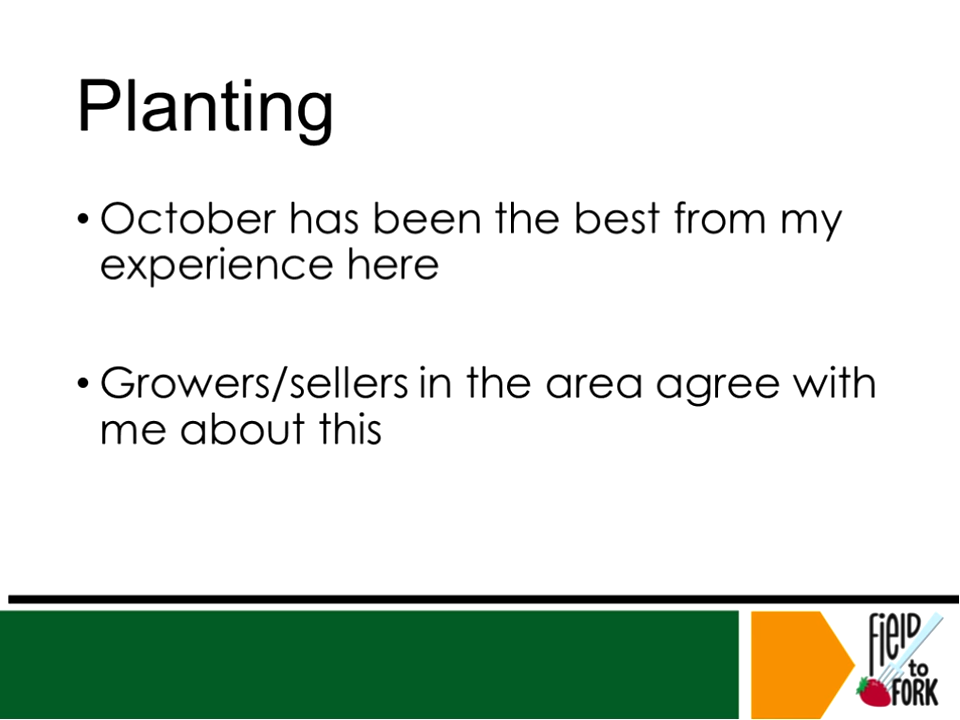 Planting
• October has been the best from my
experience here
• Growers/sellers in the area agree with
me about this
FiELD
to
FORK